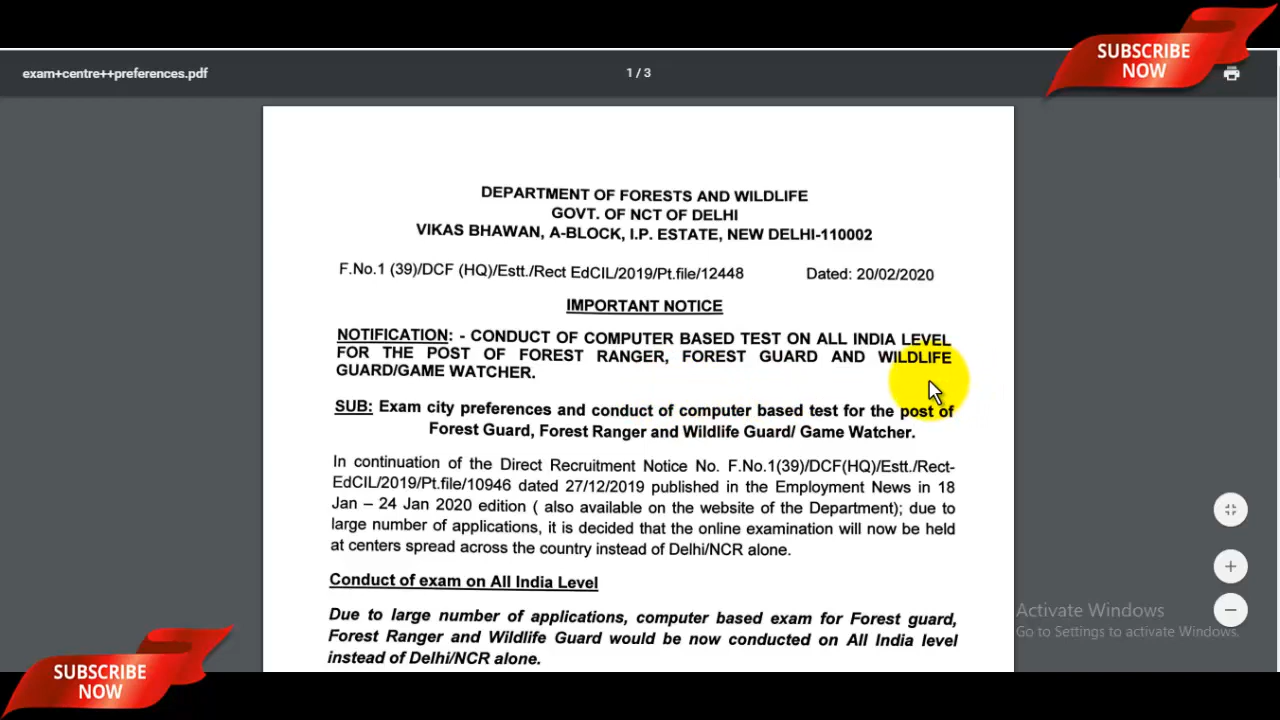 SUBSCRIBE
NOW
exam+centre++preferences.pdf
1 / 3
DEPARTMENT OF FORESTS AND WILDLIFE
GOVT. OF NCT OF DELHI
VIKAS BHAWAN, A-BLOCK, I.P. ESTATE, NEW DELHI-110002
F.No.1 (39)/DCF (HQ)/Estt./Rect EdCIL/2019/Pt.file/12448 Dated: 20/02/2020
IMPORTANT NOTICE
NOTIFICATION: - CONDUCT OF COMPUTER BASED TEST ON ALL INDIA LEVEL
FOR THE POST OF FOREST RANGER, FOREST GUARD AND WILDLIFE
GUARD/GAME WATCHER.
SUB: Exam city preferences and conduct of computer based test for the post of
Forest Guard, Forest Ranger and Wildlife Guard/ Game Watcher.
In continuation of the Direct Recruitment Notice No. F.No.1(39)/DCF(HQ)/Estt./Rect-
EdCIL/2019/Pt.file/10946 dated 27/12/2019 published in the Employment News in 18
Jan – 24 Jan 2020 edition ( also available on the website of the Department); due to
large number of applications, it is decided that the online examination will now be held
at centers spread across the country instead of Delhi/NCR alone.
Conduct of exam on All India Level
Due to large number of applications, computer based exam for Forest guard,
Forest Ranger and Wildlife Guard would be now conducted on All India level
instead of Delhi/NCR alone.
Activate Windows
Go to Settings to activate Windows.
SUBSCRIBE
NOW